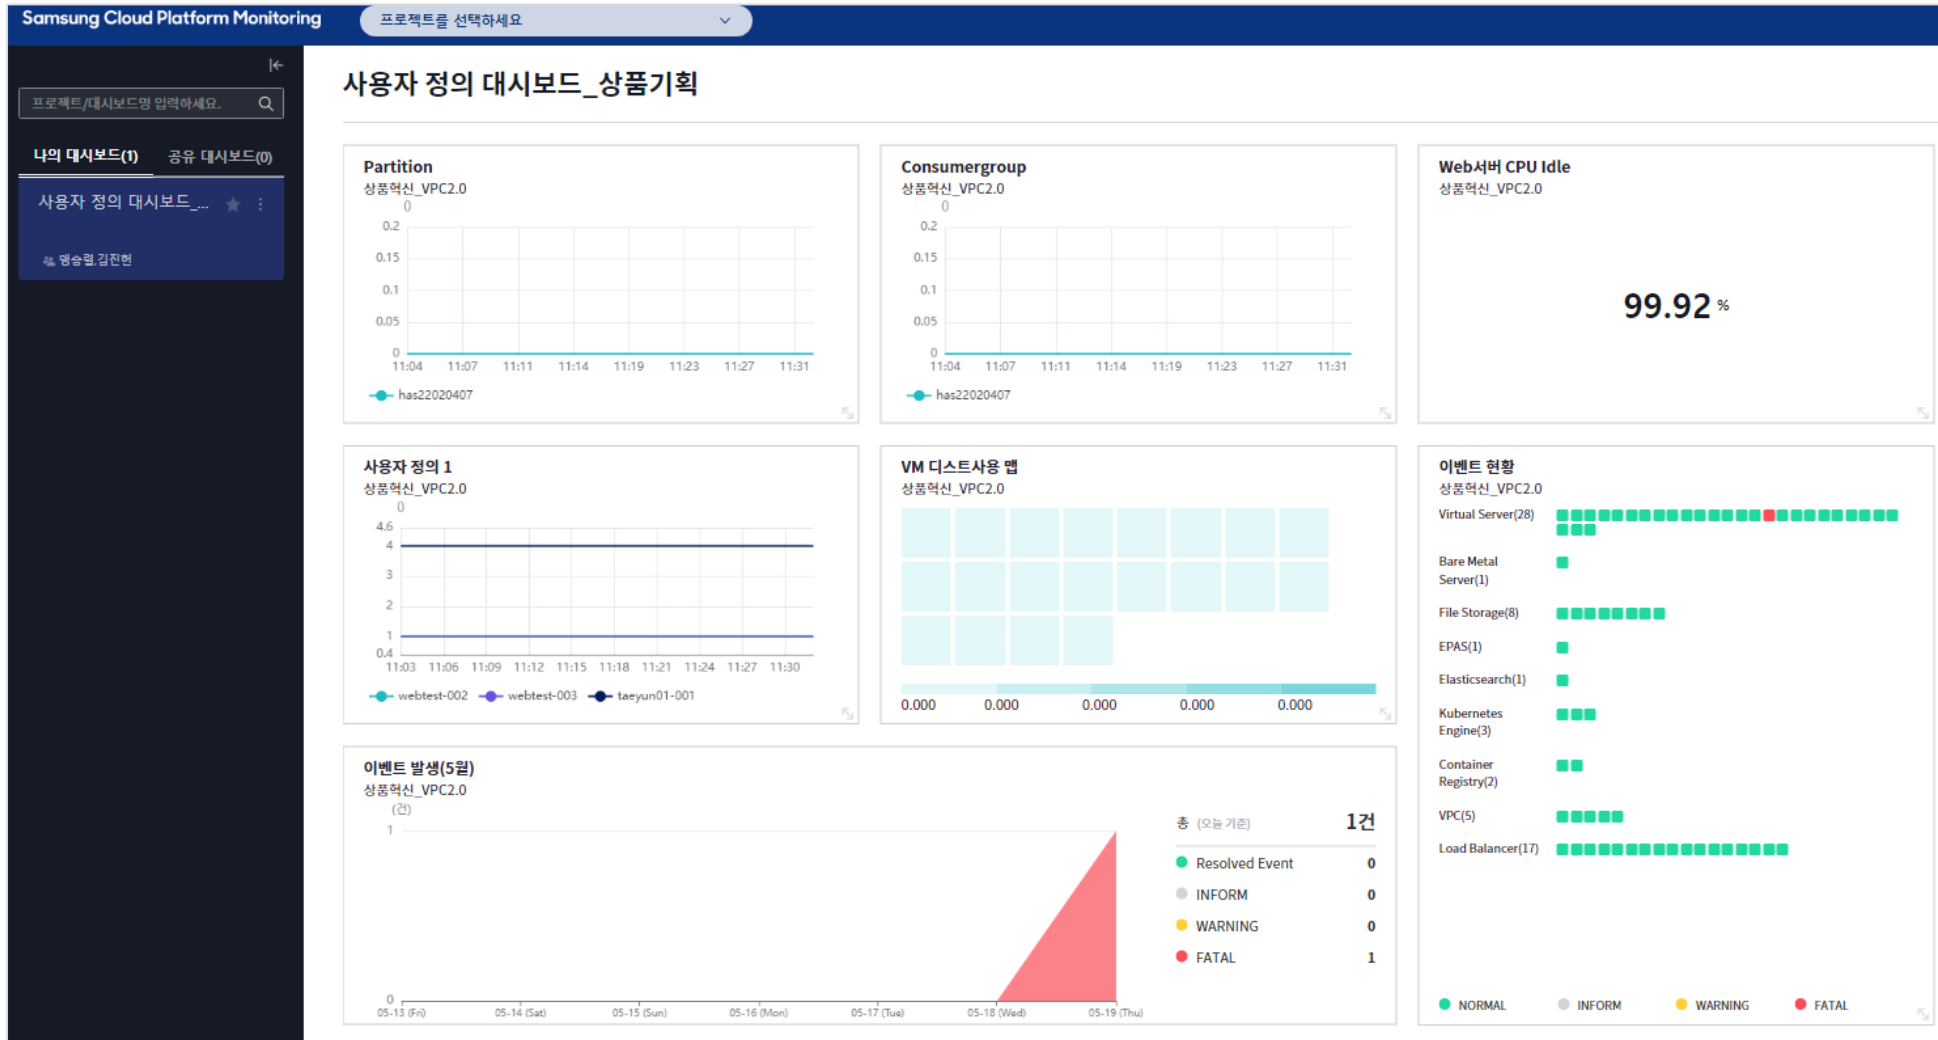 Samsung Cloud Platform Monitoring
프로젝트를 선택하세요
프로젝트/대시보드명 입력하세요.
나의 대시보드(1)
공유 대시보드(0)
사용자 정의 대시보드_...
맹승렬,김진헌
사용자 정의 대시보드_상품기획
Partition
상품혁신_VPC2.0
()
0.2
0.15
0.1
0.05
0
11:04 11:07 11:11 11:14 11:19 11:23 11:27 11:31
has22020407
Consumergroup
상품혁신_VPC2.0
()
0.2
0.15
0.1
0.05
0
11:04 11:07 11:11 11:14 11:19 11:23 11:27 11:31
has22020407
Web서버 CPU Idle
상품혁신_VPC2.0
99.92 %
사용자 정의 1
상품혁신_VPC2.0
()
4.6
4
3
2
1
0.4
11:03 11:06 11:09 11:12 11:15 11:18 11:21 11:24 11:27 11:30
webtest-002 webtest-003 taeyun01-001
VM 디스트사용 맵
상품혁신_VPC2.0
0.000 0.000 0.000 0.000 0.000
이벤트 현황
상품혁신_VPC2.0
Virtual Server(28)
Bare Metal
Server(1)
File Storage(8)
EPAS(1)
Elasticsearch(1)
Kubernetes
Engine(3)
Container
Registry(2)
VPC(5)
Load Balancer(17)
NORMAL INFORM WARNING FATAL
이벤트 발생(5월)
상품혁신_VPC2.0
(건)
1
0
05-13 (Fri) 05-14 (Sat) 05-15 (Sun) 05-16 (Mon) 05-17 (Tue) 05-18 (Wed) 05-19 (Thu)
총 (오늘 기준) 1건
Resolved Event 0
INFORM 0
WARNING 0
FATAL 1